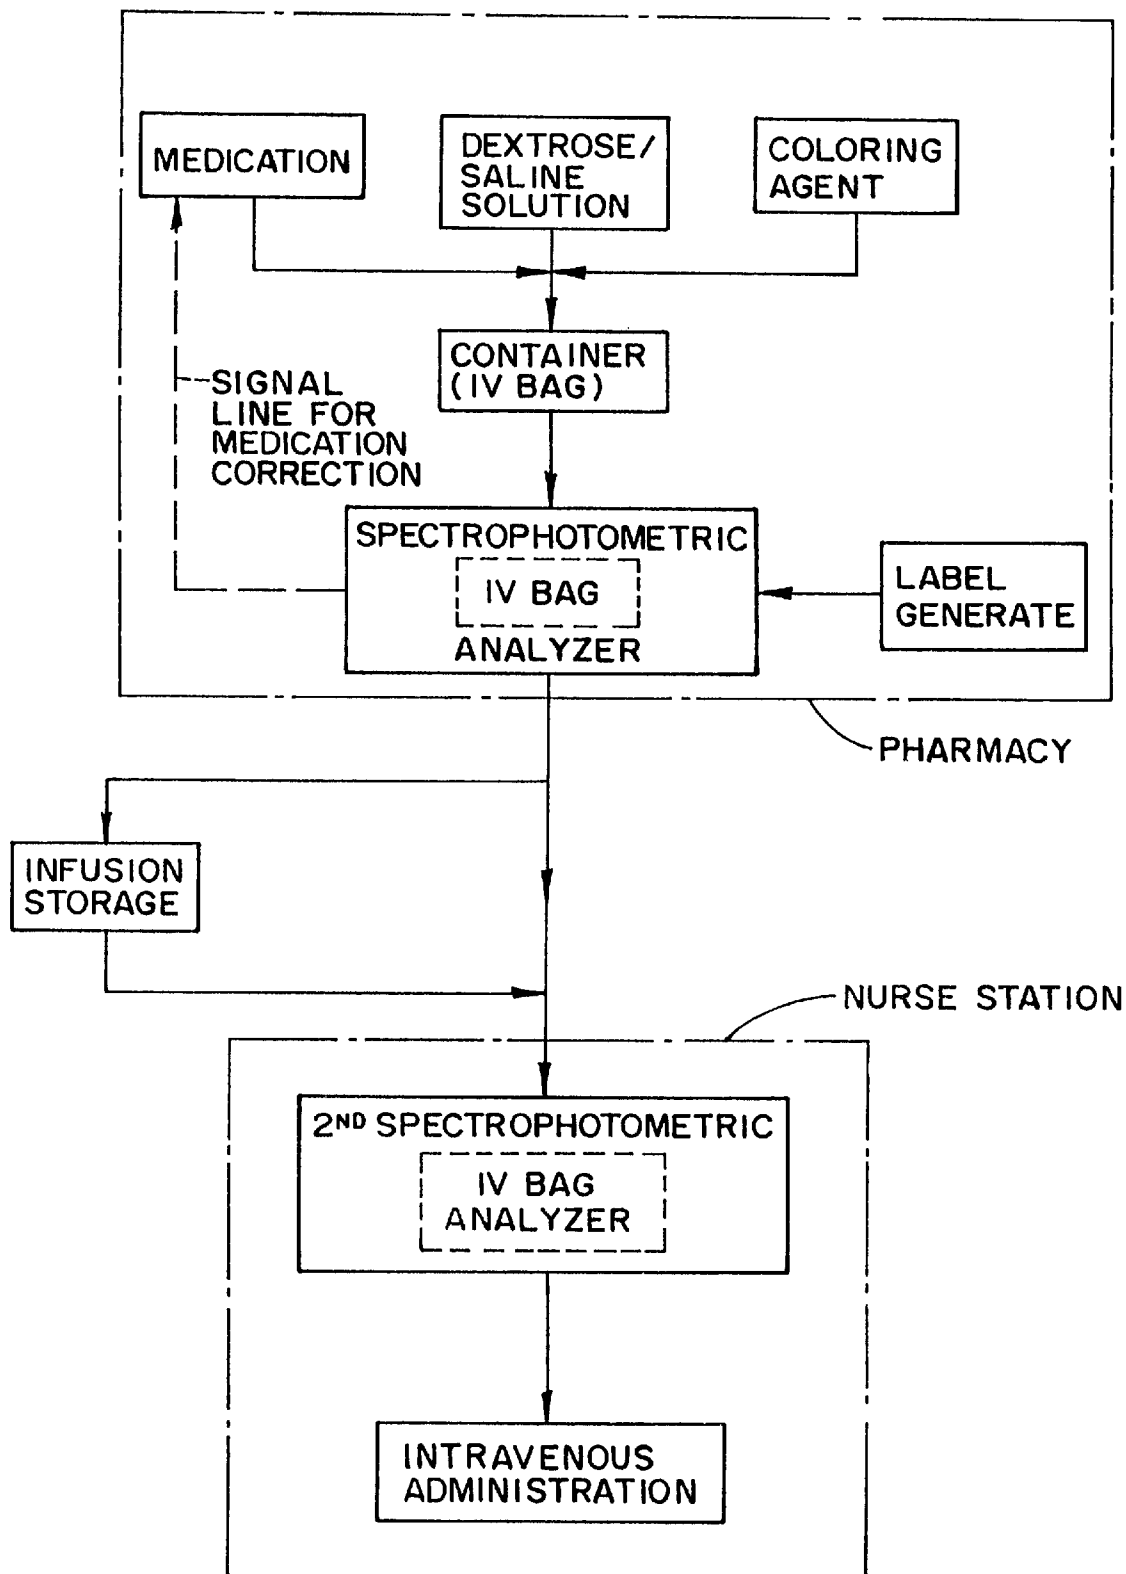 MEDICATION
DEXTROSE/
SALINE
SOLUTION
COLORING
AGENT
CONTAINER
(IV BAG)
SIGNAL
LINE FOR
MEDICATION
CORRECTION
SPECTROPHOTOMETRIC
IV BAG
ANALYZER
LABEL
GENERATE
PHARMACY
INFUSION
STORAGE
NURSE STATION
2ND SPECTROPHOTOMETRIC
IV BAG
ANALYZER
INTRAVENOUS
ADMINISTRATION